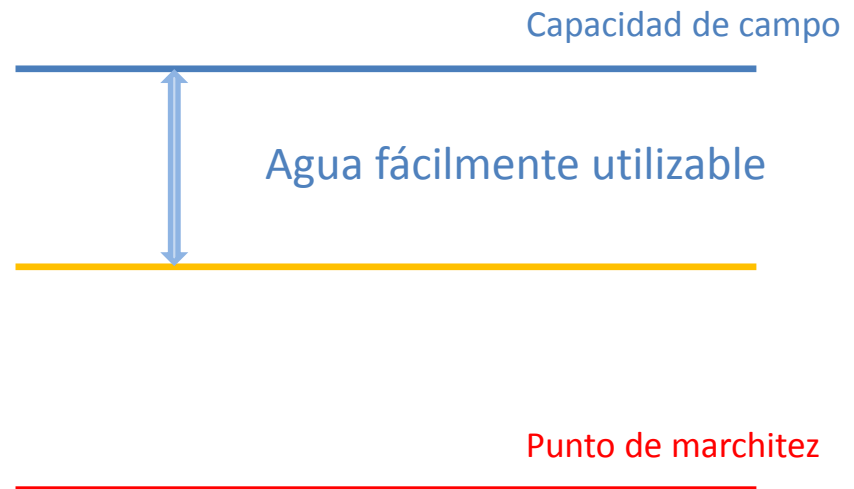 Capacidad de campo
Agua fácilmente utilizable
Punto de marchitez